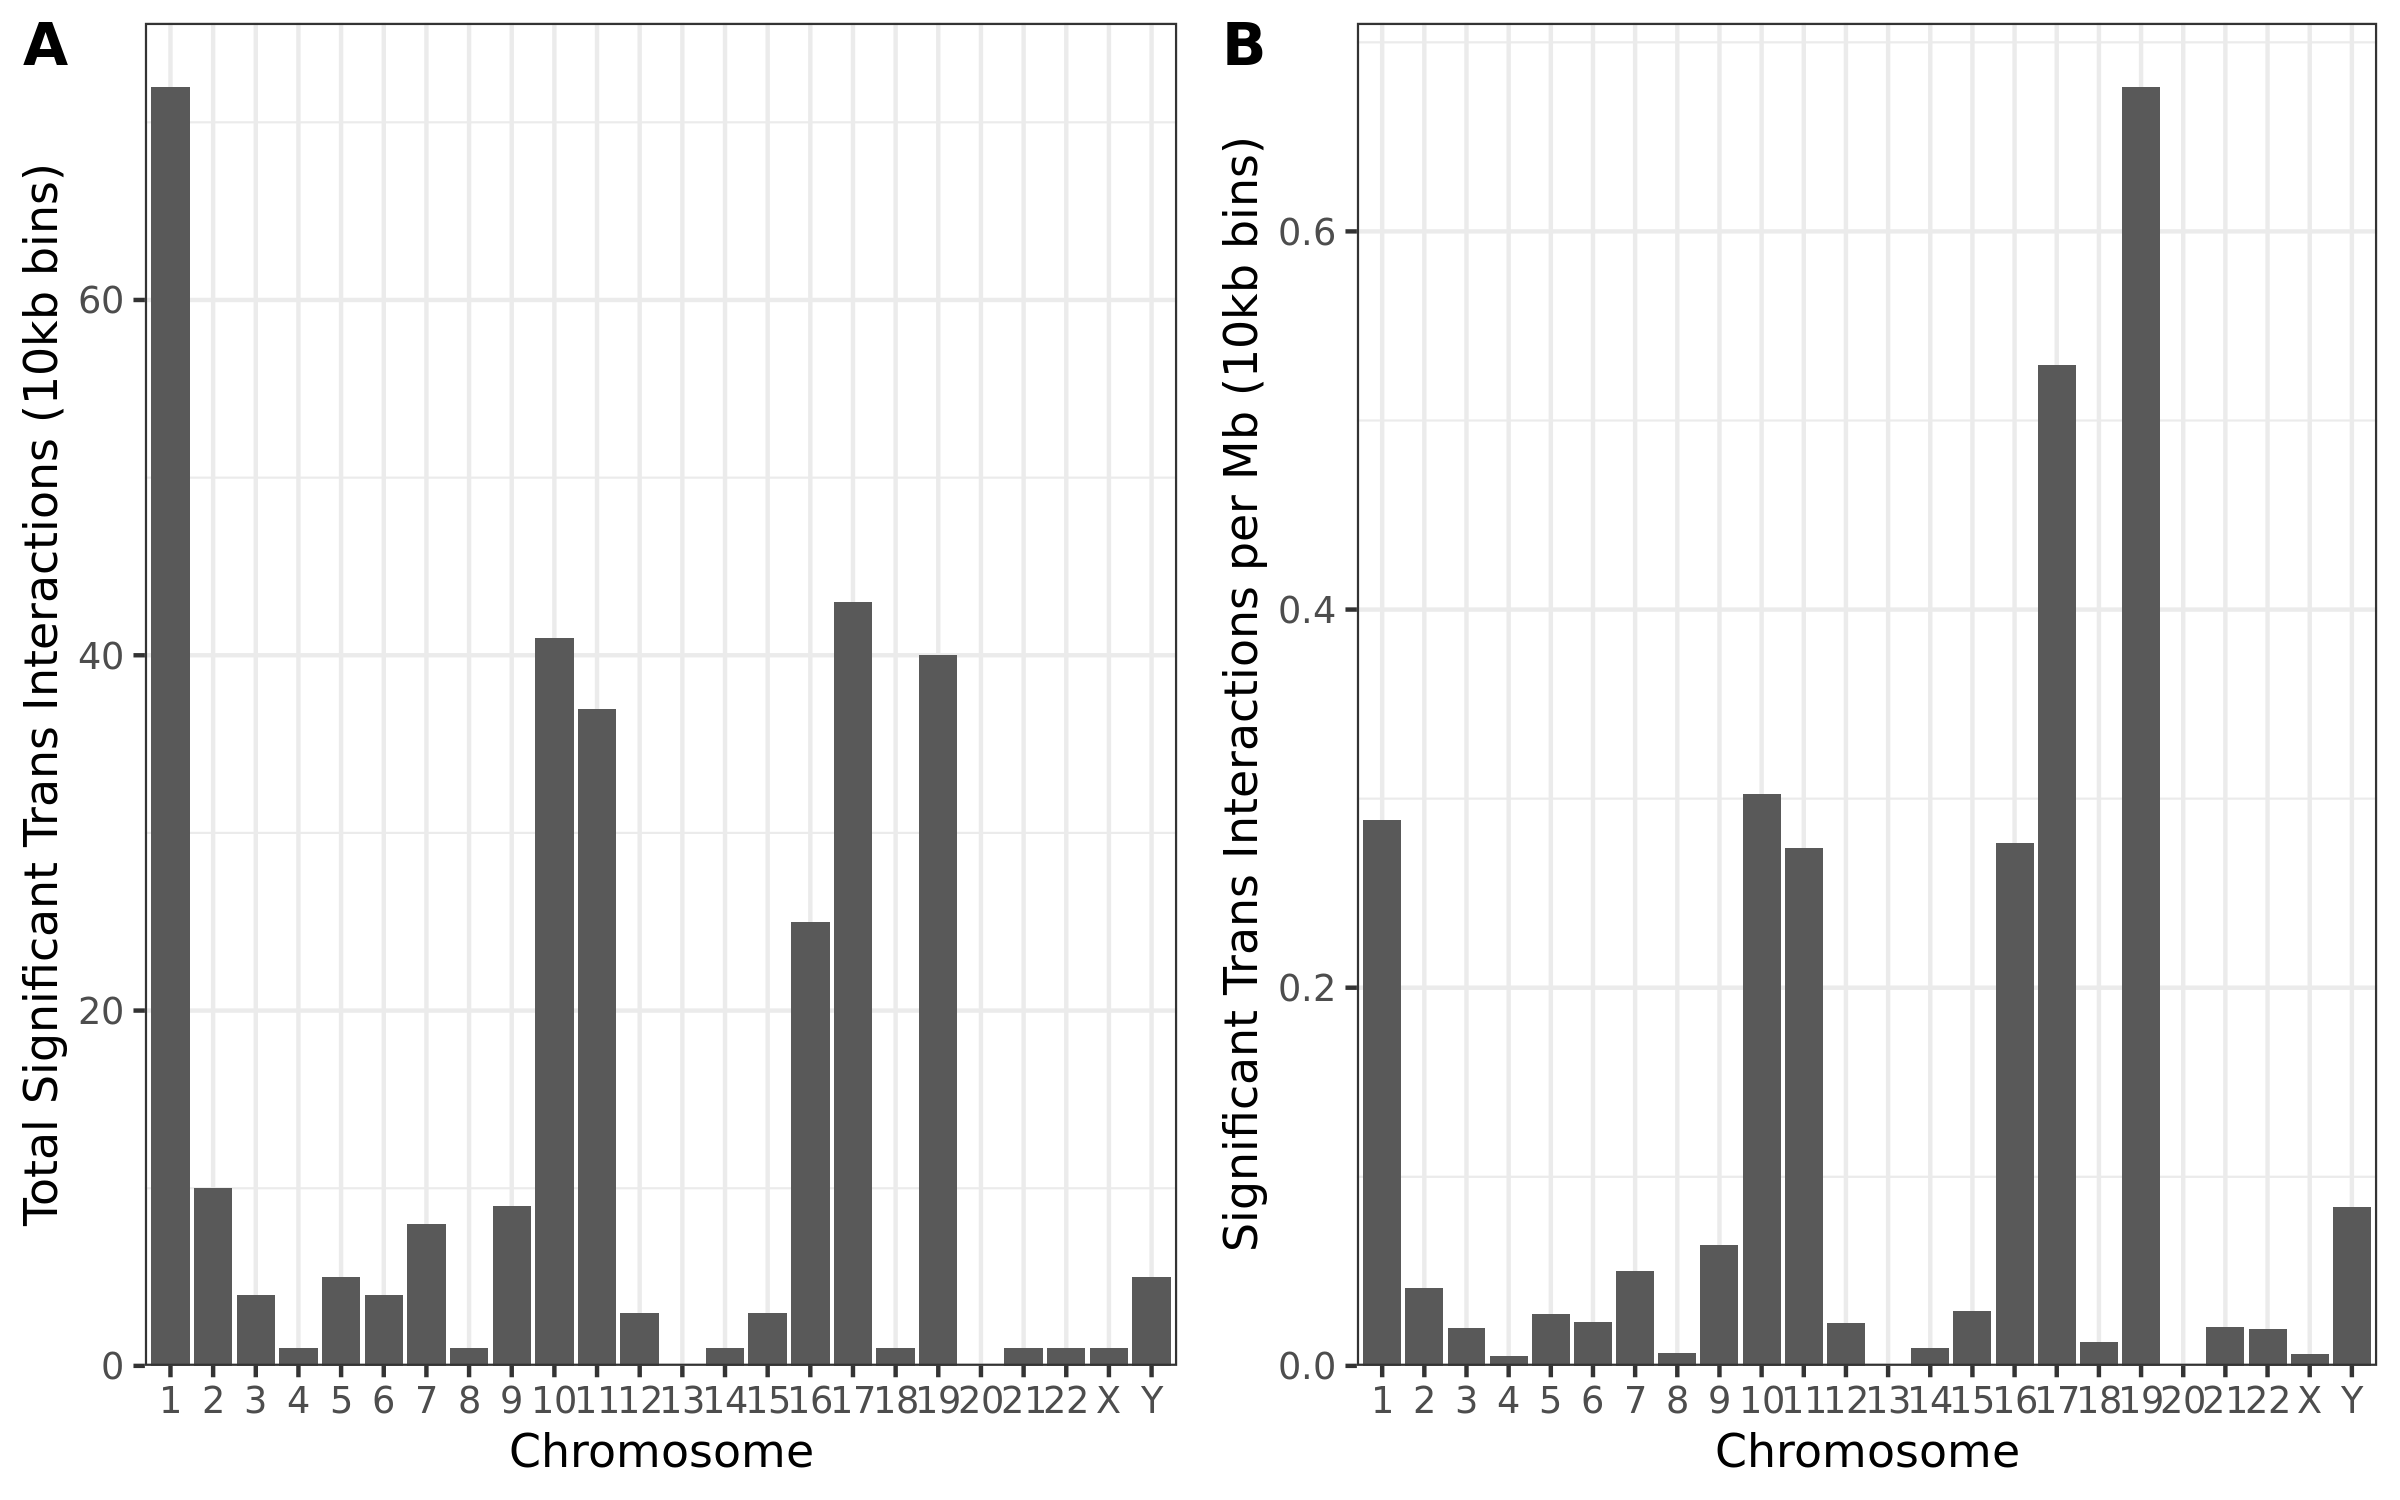 A
Total Significant Trans Interactions (10kb bins)
60
40
20
0
1 2 3 4 5 6 7 8 9 10 11 12 13 14 15 16 17 18 19 20 21 22 X Y
Chromosome
B
Significant Trans Interactions per Mb (10kb bins)
0.6
0.4
0.2
0.0
1 2 3 4 5 6 7 8 9 10 11 12 13 14 15 16 17 18 19 20 21 22 X Y
Chromosome